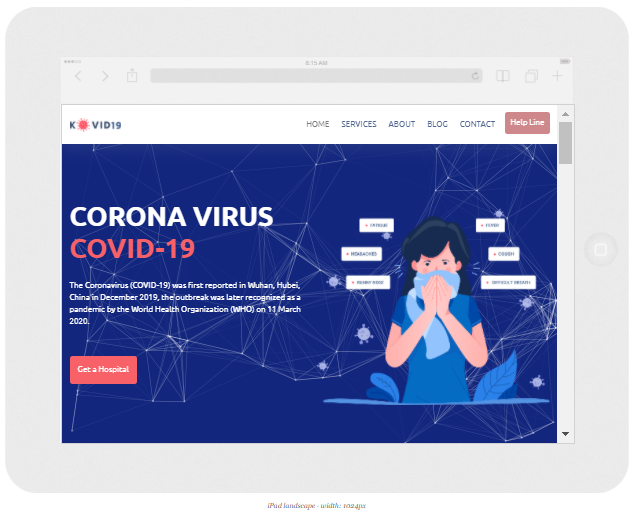 6:15 AM
KOVID19
HOME SERVICES ABOUT BLOG CONTACT Help Line
CORONA VIRUS
COVID-19
The Coronavirus (COVID-19) was first reported in Wuhan, Hubei,
China in December 2019, the outbreak was later recognized as a
pandemic by the World Health Organization (WHO) on 11 March
2020.
Get a Hospital
FATIGUE
FEVER
HEADACHES
COUGH
DIFFICULT BREATH
iPad landscape - width: 1024px